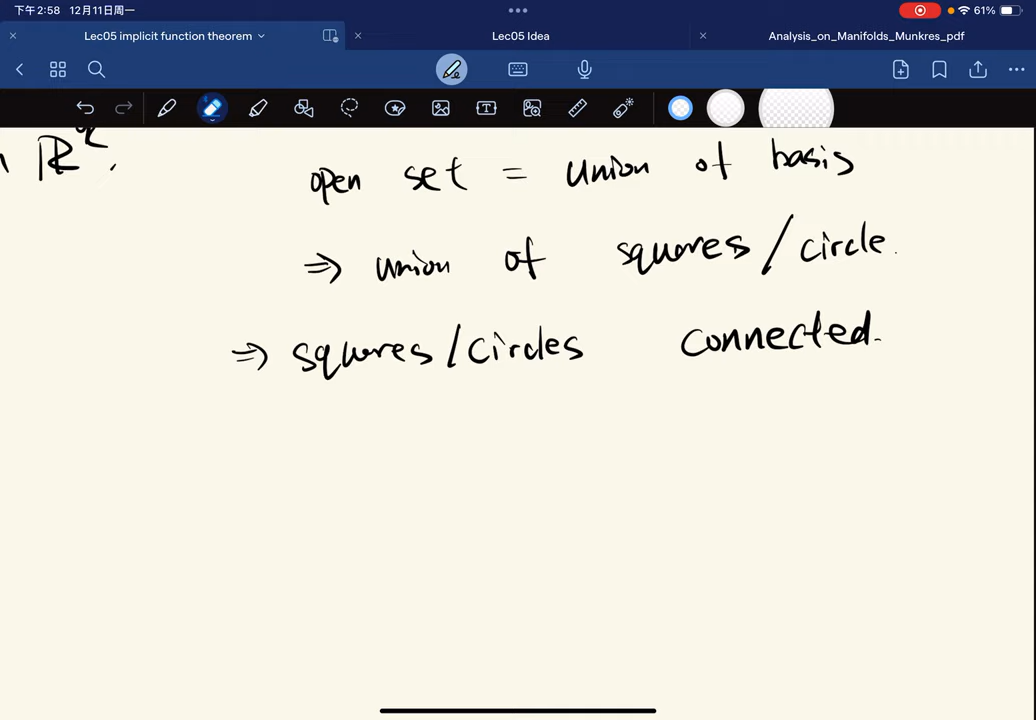 下午2:58 12月11日周一
61%
Lec05 implicit function theorem
Lec05 Idea
Analysis_on_Manifolds_Munkres_pdf
open set = union of basis
ℝ
⇒ union of squares/circle.
⇒ squares/circles connected.